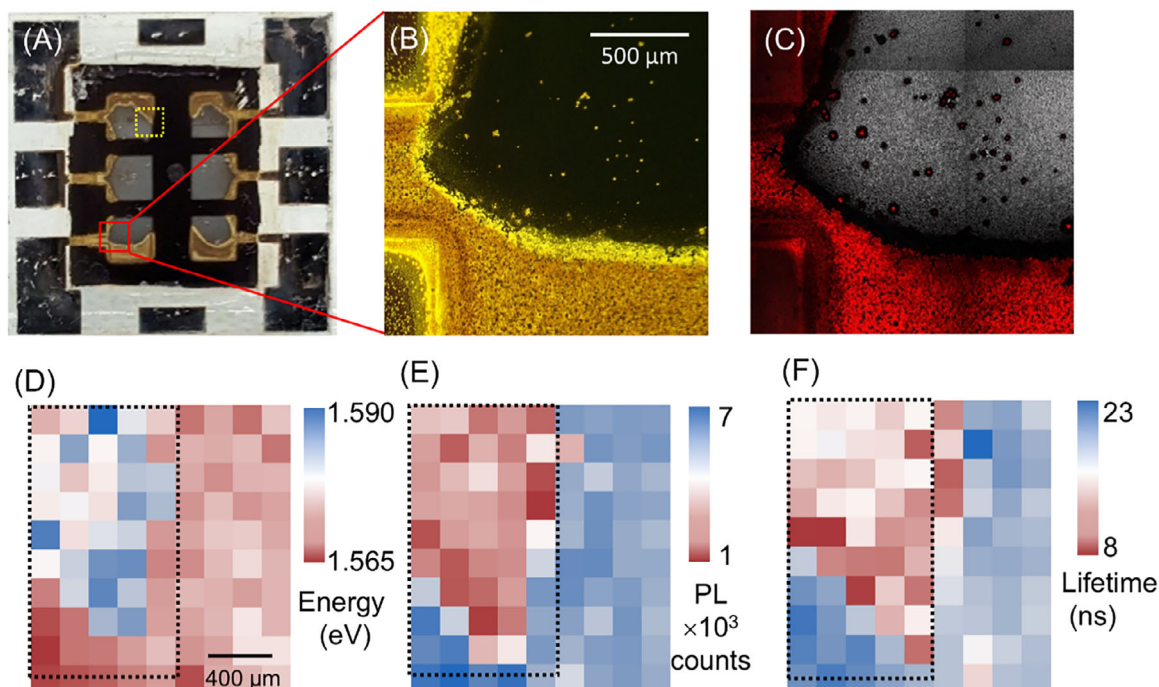 (A)
(B)
500 µm
(C)
(D)
1.590
1.565
Energy
(eV)
400 µm
(E)
7
1
PL
×10³
counts
(F)
23
8
Lifetime
(ns)